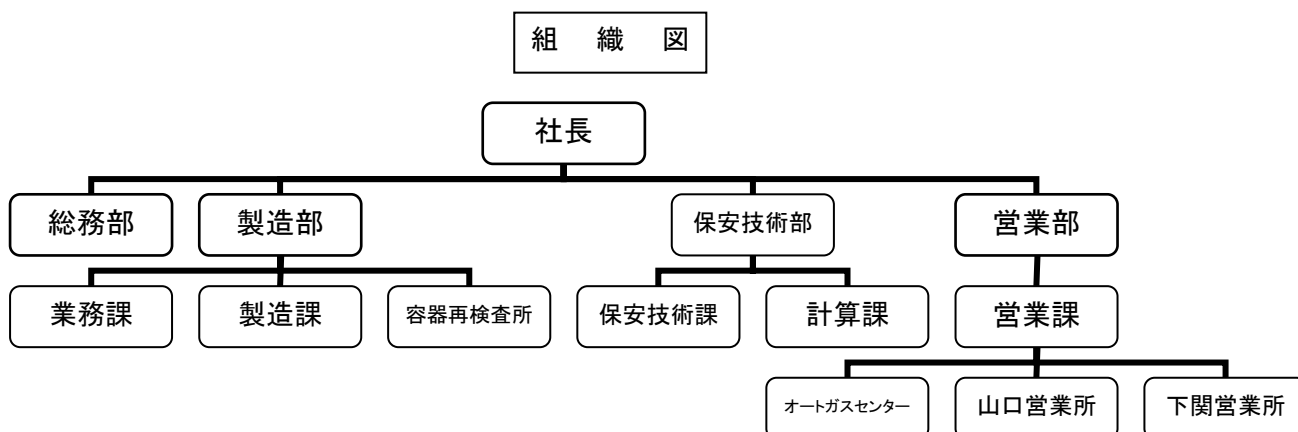 組 織 図
社長
総務部 製造部 保安技術部 営業部
業務課 製造課 容器再検査所 保安技術課 計算課 営業課
オートガスセンター 山口営業所 下関営業所